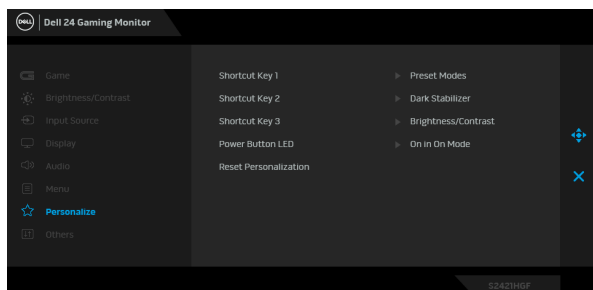 DELL
Dell 24 Gaming Monitor
Game
Brightness/Contrast
Input Source
Display
Audio
Menu
Personalize
Others
Shortcut Key 1 Preset Modes
Shortcut Key 2 Dark Stabilizer
Shortcut Key 3 Brightness/Contrast
Power Button LED On in On Mode
Reset Personalization
S2421HGF